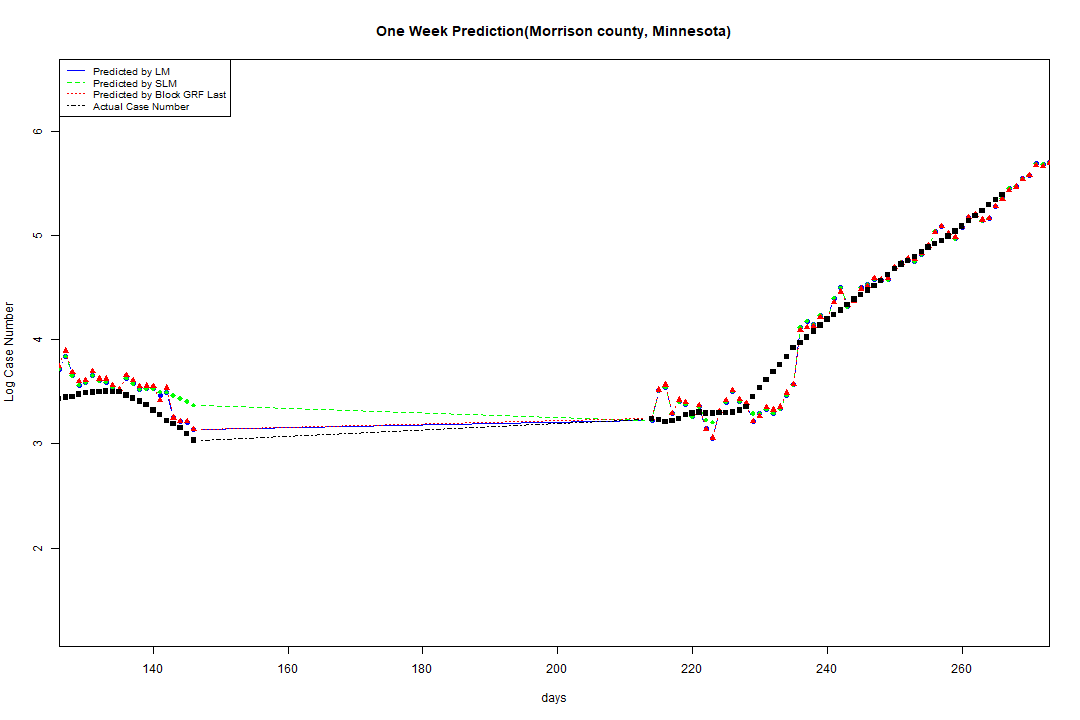 One Week Prediction(Morrison county, Minnesota)
Predicted by LM
Predicted by SLM
Predicted by Block GRF Last
Actual Case Number
6
5
4
3
2
Log Case Number
140 160 180 200 220 240 260
days